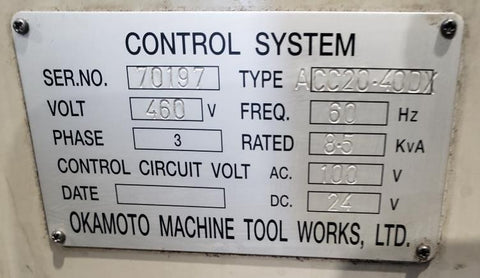 CONTROL SYSTEM
SER.NO. 70197 TYPE ACC20-40DX
VOLT 460 V FREQ. 60 Hz
PHASE 3 RATED 8.5 KVA
CONTROL CIRCUIT VOLT AC. 100 V
DATE DC. 24 V
OKAMOTO MACHINE TOOL WORKS, LTD.